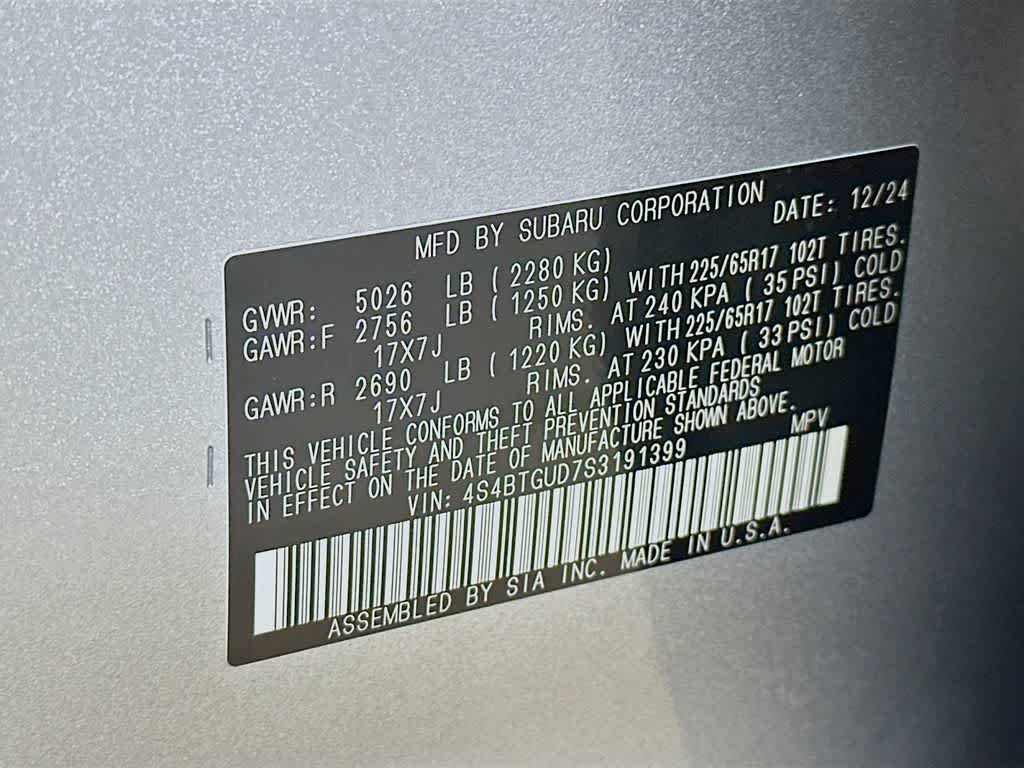 MFD BY SUBARU CORPORATION DATE: 12/24
GVWR: 5026 LB ( 2280 KG)
GAWR:F 2756 LB ( 1250 KG) WITH 225/65R17 102T TIRES.
17X7J RIMS. AT 240 KPA ( 35 PSI) COLD
GAWR:R 2690 LB ( 1220 KG) WITH 225/65R17 102T TIRES.
17X7J RIMS. AT 230 KPA ( 33 PSI) COLD
THIS VEHICLE CONFORMS TO ALL APPLICABLE FEDERAL MOTOR
VEHICLE SAFETY AND THEFT PREVENTION STANDARDS
IN EFFECT ON THE DATE OF MANUFACTURE SHOWN ABOVE.
VIN: 4S4BTGUD7S3191399 MPV
ASSEMBLED BY SIA INC. MADE IN U.S.A.